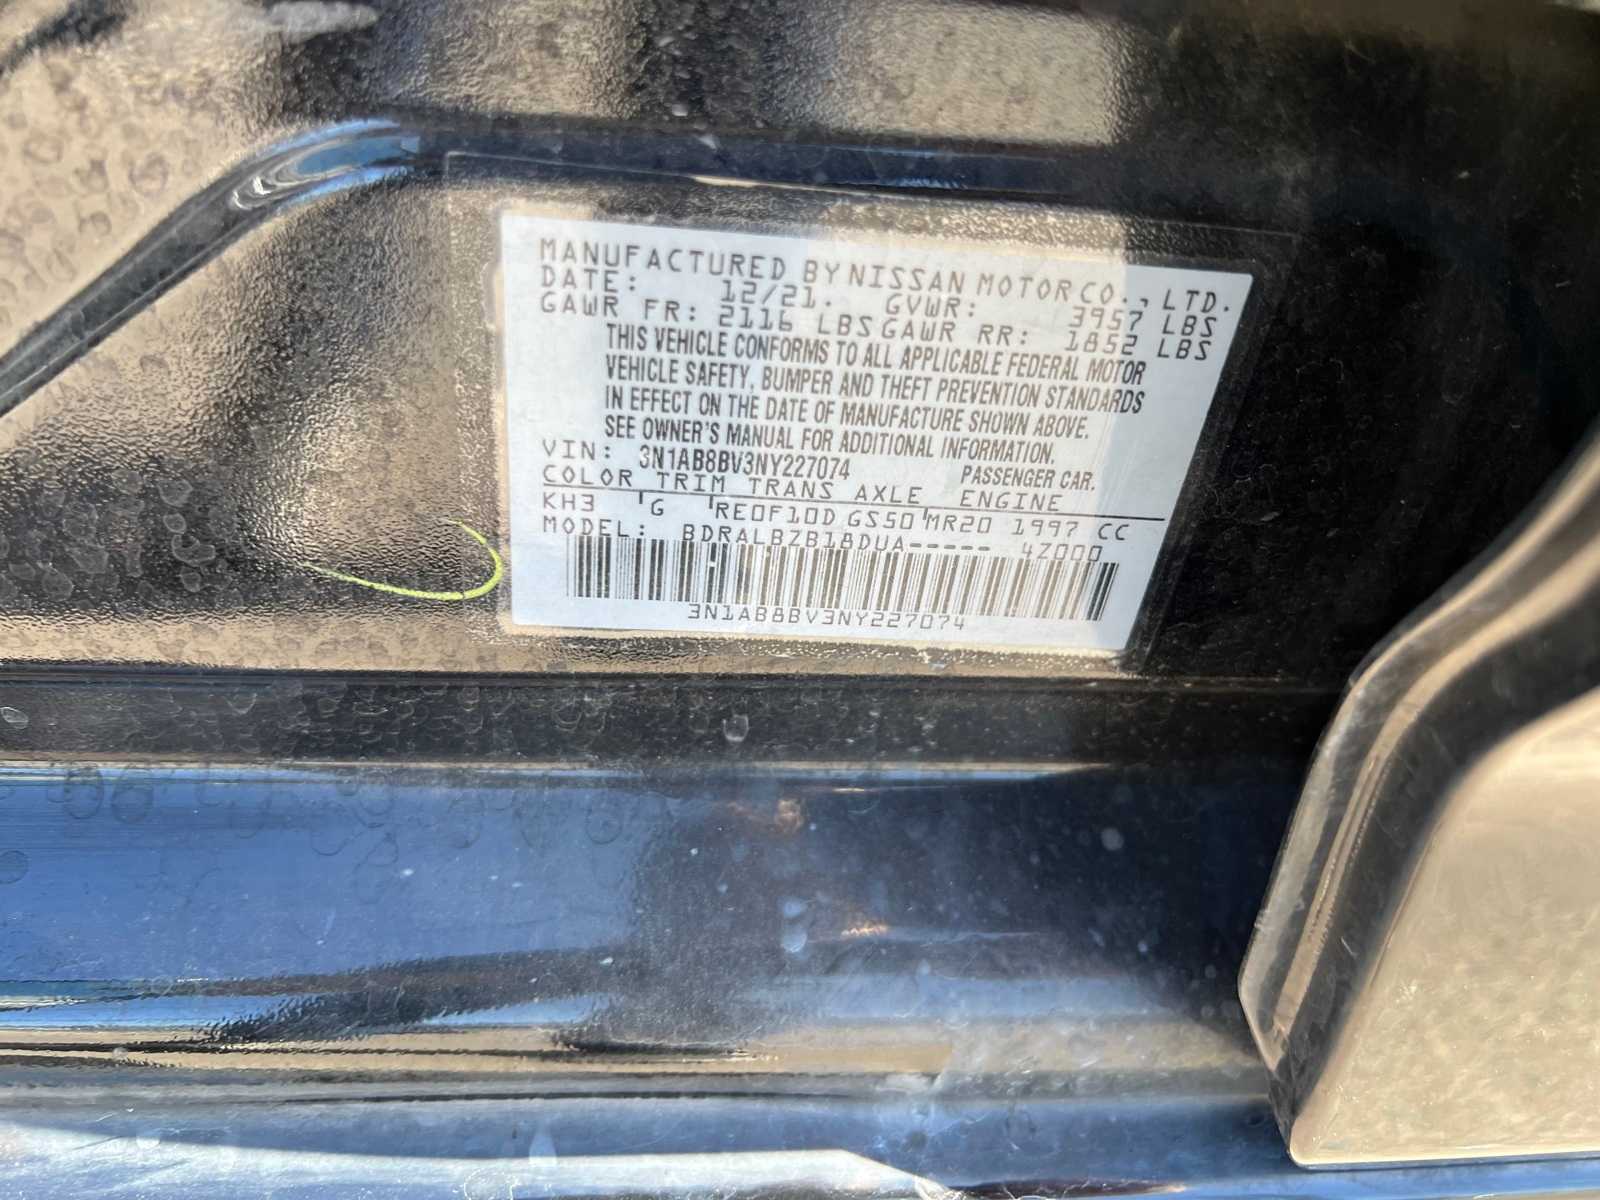 MANUFACTURED BY NISSAN MOTOR CO., LTD.
DATE: 12/21. GVWR: 3957 LBS
GAWR FR: 2116 LBS GAWR RR: 1852 LBS
THIS VEHICLE CONFORMS TO ALL APPLICABLE FEDERAL MOTOR
VEHICLE SAFETY, BUMPER AND THEFT PREVENTION STANDARDS
IN EFFECT ON THE DATE OF MANUFACTURE SHOWN ABOVE.
SEE OWNER'S MANUAL FOR ADDITIONAL INFORMATION.
VIN: 3N1AB8BV3NY227074 PASSENGER CAR.
COLOR TRIM TRANS AXLE ENGINE
KH3 G RE0F10D GS50 MR20 1997 CC
MODEL: BDRALBZB18DUA----- 4Z000
3N1AB8BV3NY227074